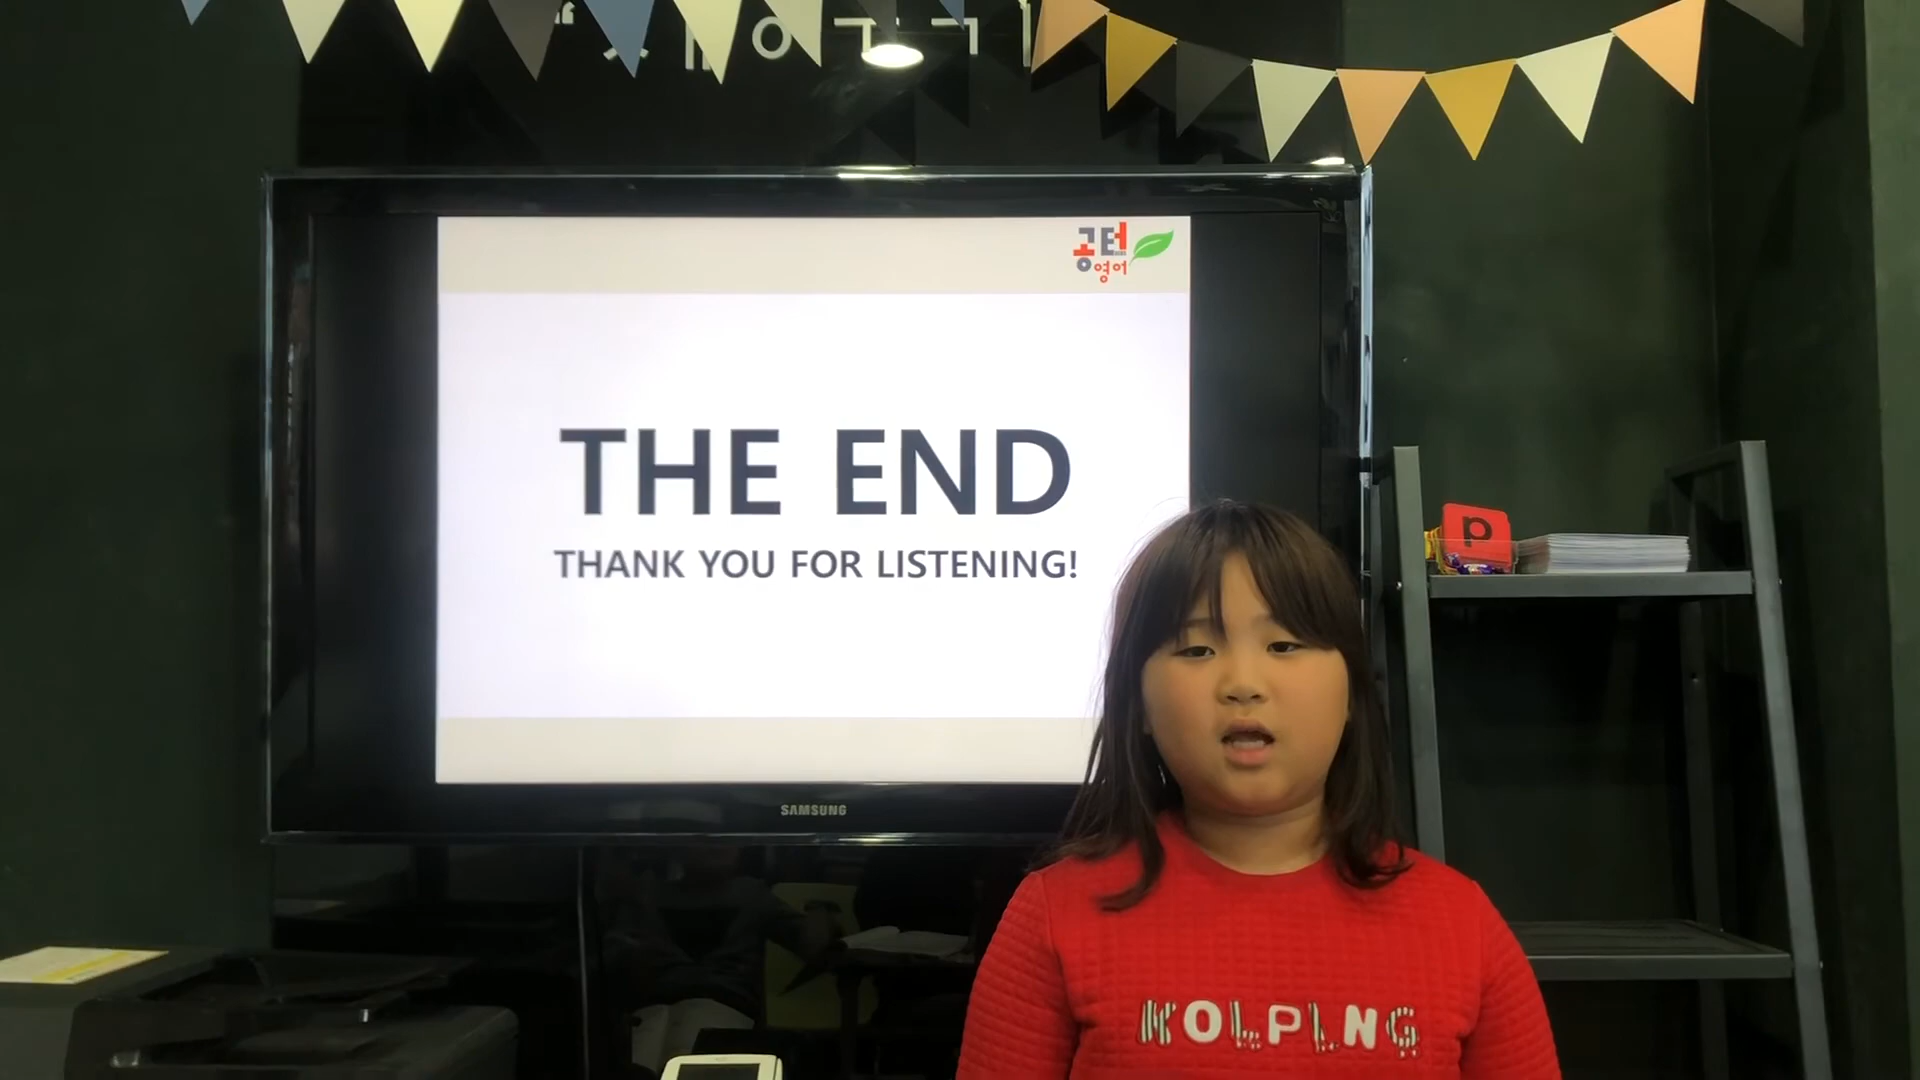 공터
영어
THE END
THANK YOU FOR LISTENING!
SAMSUNG
p
KOLPING